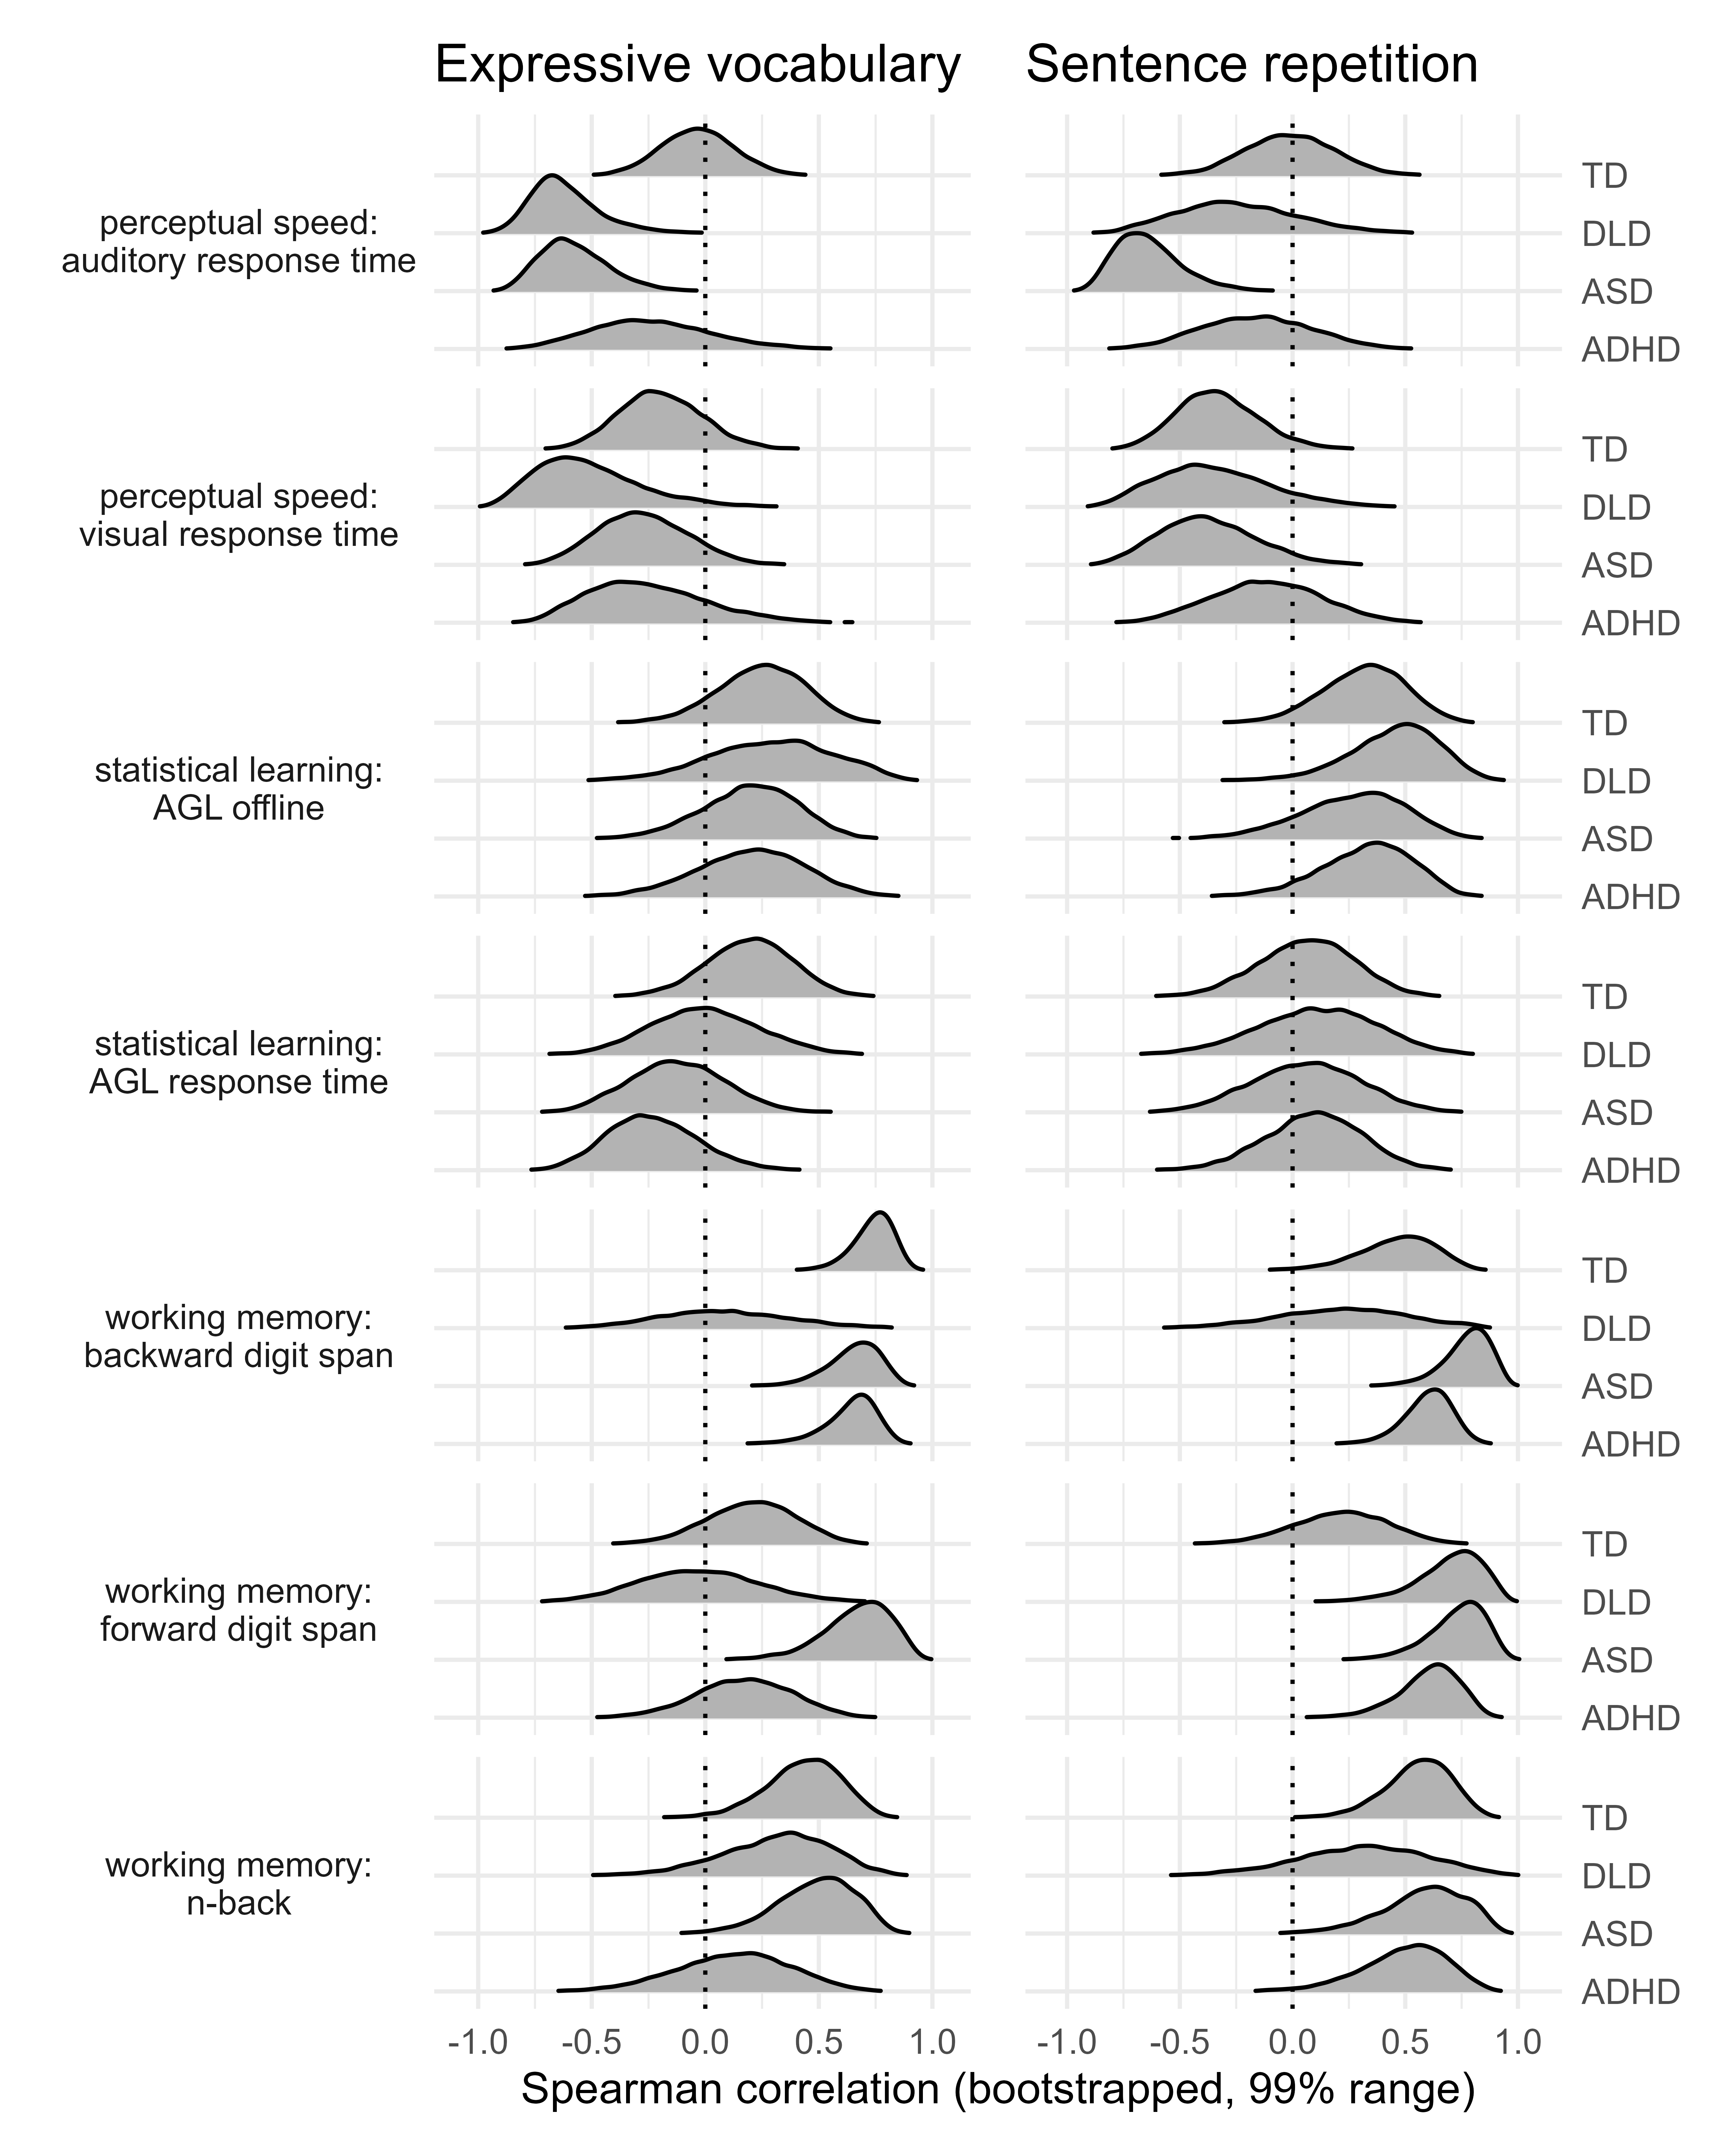 Expressive vocabulary
Sentence repetition
perceptual speed:
auditory response time
TD
DLD
ASD
ADHD
perceptual speed:
visual response time
TD
DLD
ASD
ADHD
statistical learning:
AGL offline
TD
DLD
ASD
ADHD
statistical learning:
AGL response time
TD
DLD
ASD
ADHD
working memory:
backward digit span
TD
DLD
ASD
ADHD
working memory:
forward digit span
TD
DLD
ASD
ADHD
working memory:
n-back
TD
DLD
ASD
ADHD
-1.0 -0.5 0.0 0.5 1.0
-1.0 -0.5 0.0 0.5 1.0
Spearman correlation (bootstrapped, 99% range)